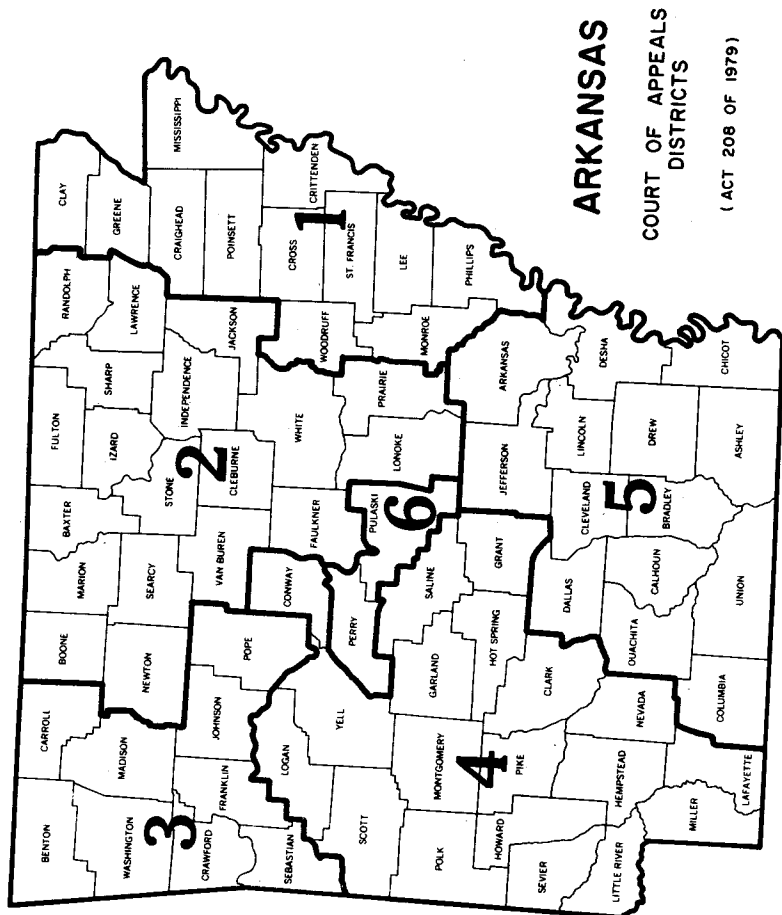 ARKANSAS
COURT OF APPEALS
DISTRICTS
( ACT 208 OF 1979)
BENTON
CARROLL
BOONE
MARION
BAXTER
FULTON
RANDOLPH
CLAY
WASHINGTON
MADISON
NEWTON
SEARCY
STONE
IZARD
SHARP
LAWRENCE
GREENE
3
CRAWFORD
FRANKLIN
JOHNSON
POPE
VAN BUREN
2
CLEBURNE
INDEPENDENCE
JACKSON
CRAIGHEAD
MISSISSIPPI
POINSETT
SEBASTIAN
LOGAN
CONWAY
FAULKNER
WHITE
WOODRUFF
CROSS
1
CRITTENDEN
ST. FRANCIS
SCOTT
YELL
PERRY
PULASKI
6
LONOKE
PRAIRIE
MONROE
LEE
PHILLIPS
POLK
MONTGOMERY
GARLAND
SALINE
4
HOWARD
PIKE
HOT SPRING
GRANT
JEFFERSON
ARKANSAS
SEVIER
CLARK
DALLAS
CLEVELAND
LINCOLN
DESHA
LITTLE RIVER
HEMPSTEAD
NEVADA
OUACHITA
CALHOUN
5
BRADLEY
DREW
MILLER
LAFAYETTE
COLUMBIA
UNION
ASHLEY
CHICOT